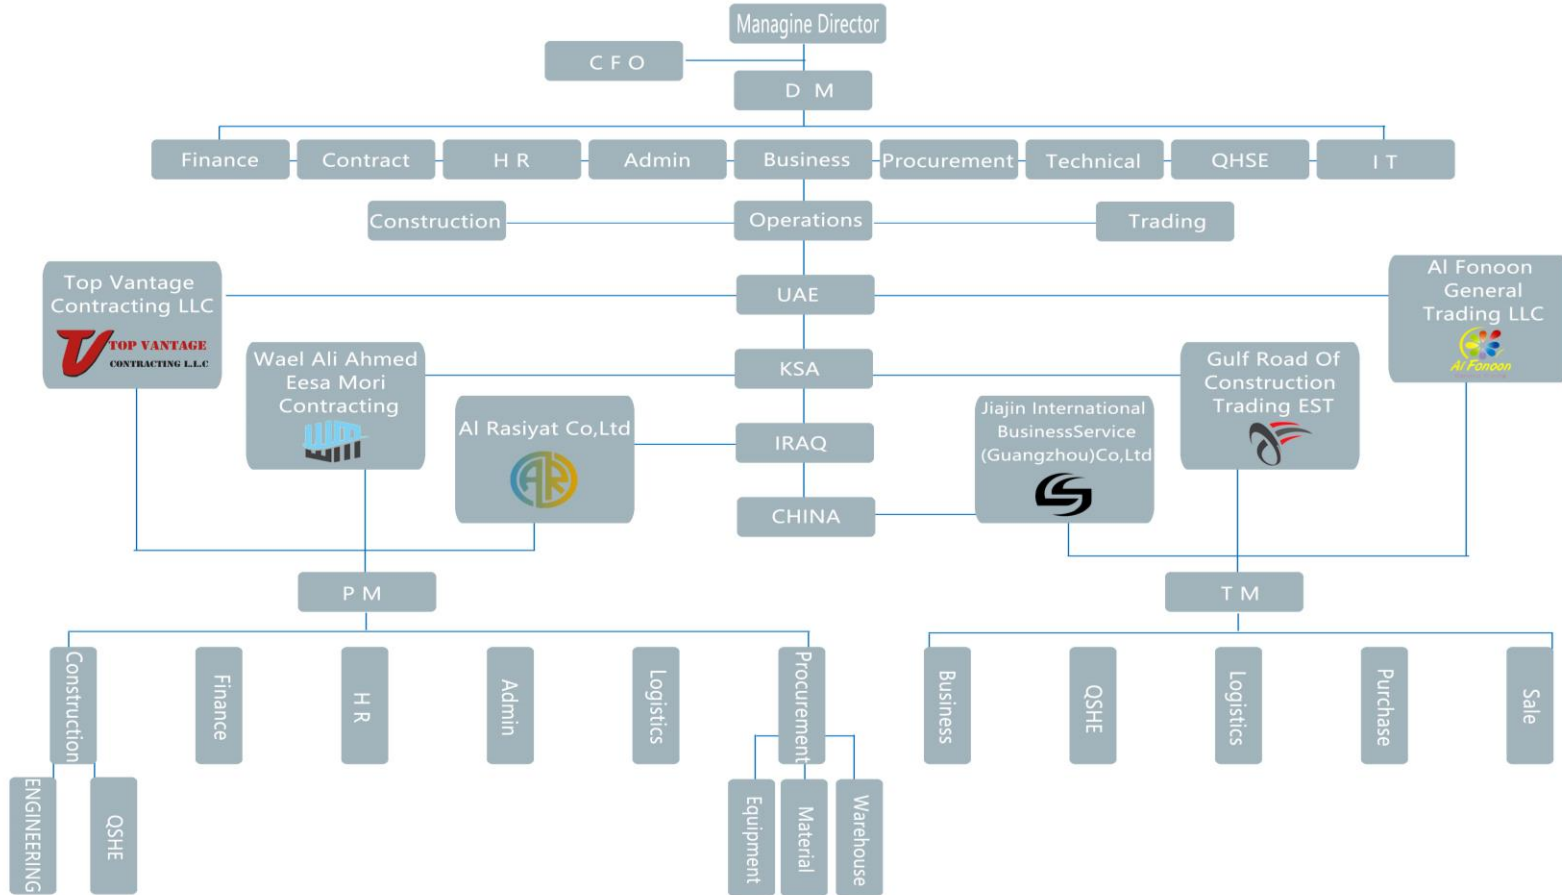 Managine Director
C F O
D M
Finance
Contract
H R
Admin
Business
Procurement
Technical
QHSE
I T
Construction
Operations
Trading
Top Vantage
Contracting LLC
TOP VANTAGE
CONTRACTING L.L.C
UAE
Al Fonoon
General
Trading LLC
Al Fonoon
Wael Ali Ahmed
Eesa Mori
Contracting
KSA
Gulf Road Of
Construction
Trading EST
Al Rasiyat Co,Ltd
IRAQ
Jiajin International
BusinessService
(Guangzhou)Co,Ltd
CHINA
P M
T M
Construction
Finance
H R
Admin
Logistics
Procurement
Business
QSHE
Logistics
Purchase
Sale
ENGINEERING
QSHE
Equipment
Material
Warehouse